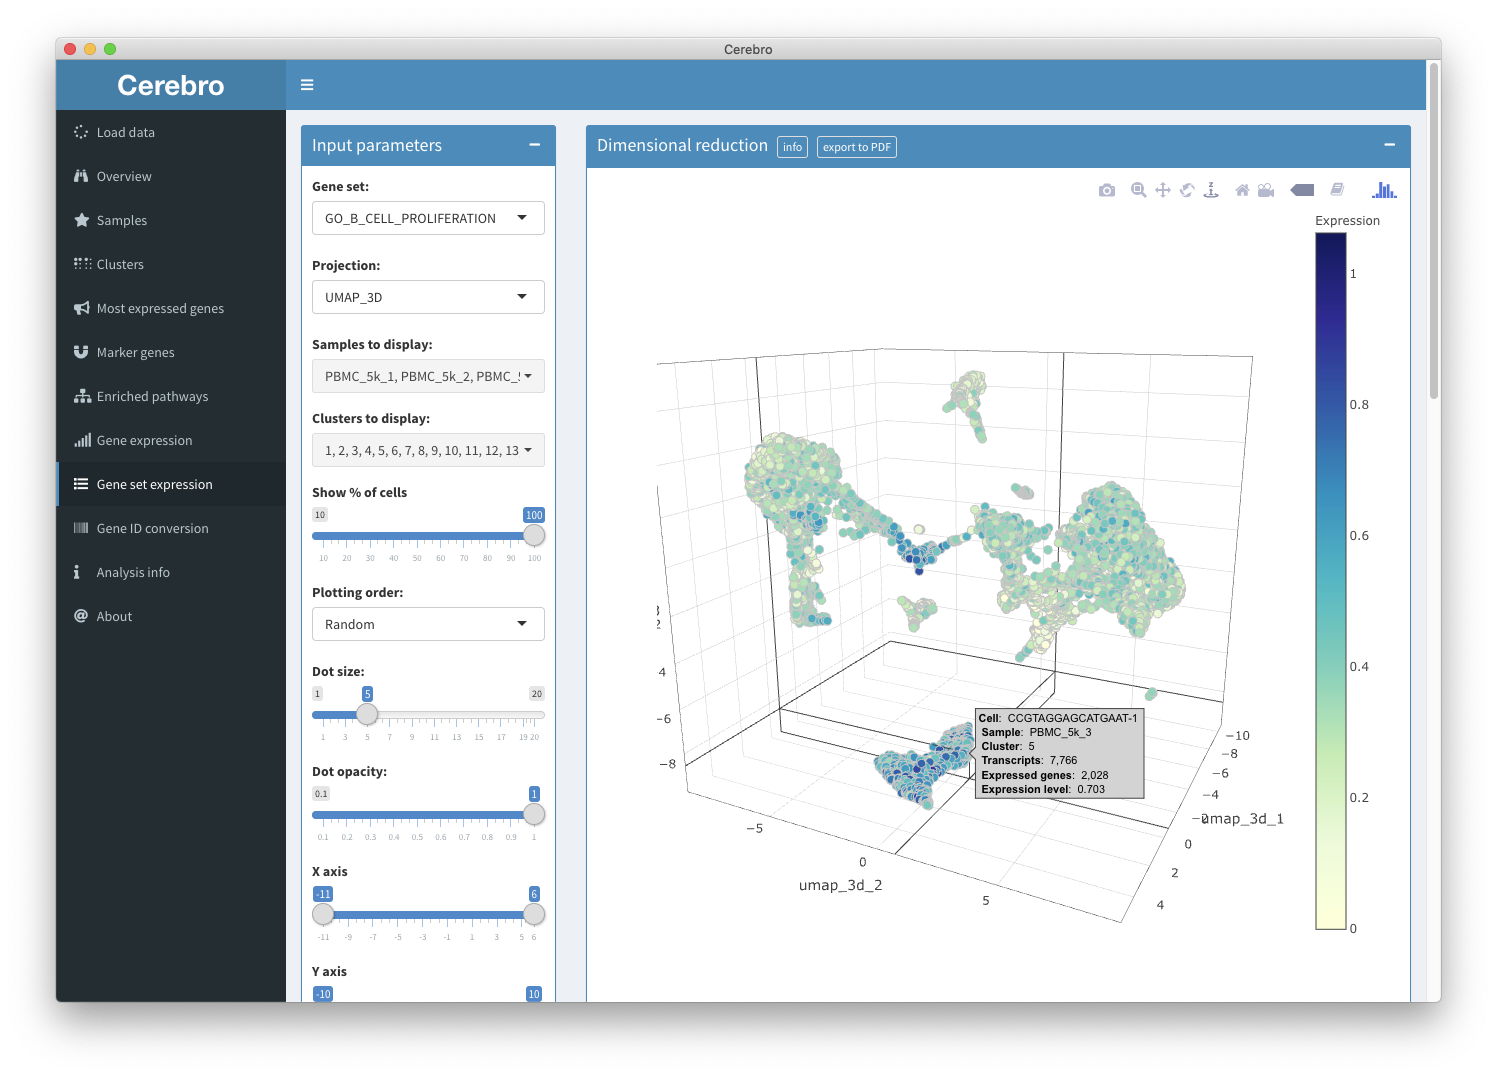 Cerebro
Cerebro
Load data
Overview
Samples
Clusters
Most expressed genes
Marker genes
Enriched pathways
Gene expression
Gene set expression
Gene ID conversion
Analysis info
About
Input parameters
Gene set:
GO_B_CELL_PROLIFERATION
Projection:
UMAP_3D
Samples to display:
PBMC_5k_1, PBMC_5k_2, PBMC_
Clusters to display:
1, 2, 3, 4, 5, 6, 7, 8, 9, 10, 11, 12, 13
Show % of cells
10 100
10 20 30 40 50 60 70 80 90 100
Plotting order:
Random
Dot size:
1 5 20
1 3 5 7 9 11 13 15 17 19 20
Dot opacity:
0.1 1
0.1 0.2 0.3 0.4 0.5 0.6 0.7 0.8 0.9 1
X axis
-11 6
-11 -9 -7 -5 -3 -1 1 3 5 6
Y axis
-10 10
Dimensional reduction info export to PDF
Expression
1
0.8
0.6
0.4
0.2
0
4
−6
−8
Cell: CCGTAGGAGCATGAAT-1
Sample: PBMC_5k_3
Cluster: 5
Transcripts: 7,766
Expressed genes: 2,028
Expression level: 0.703
−10
−8
−6
−4
−2
umap_3d_1
0
2
4
−5
0
5
umap_3d_2